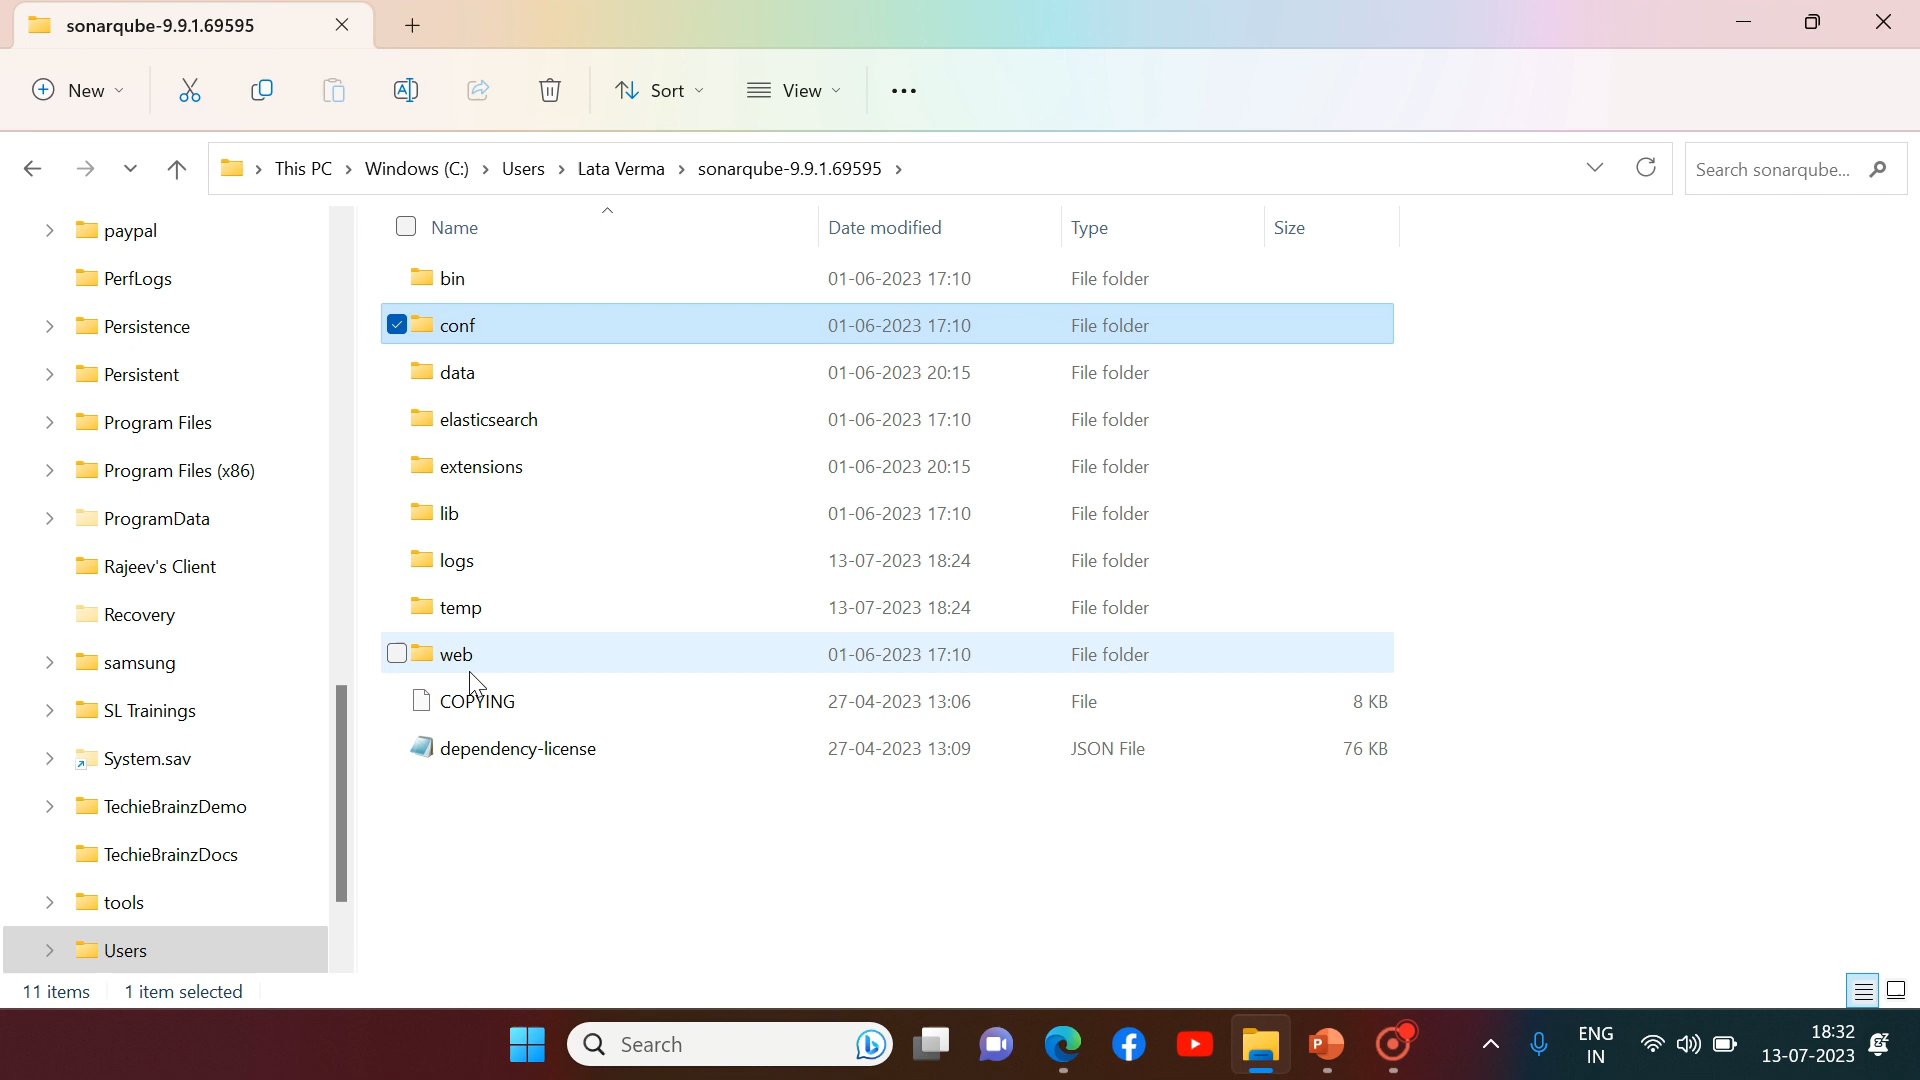 sonarqube-9.9.1.69595
New
Sort
View
This PC > Windows (C:) > Users > Lata Verma > sonarqube-9.9.1.69595 >
Search sonarqube...
paypal
PerfLogs
Persistence
Persistent
Program Files
Program Files (x86)
ProgramData
Rajeev's Client
Recovery
samsung
SL Trainings
System.sav
TechieBrainzDemo
TechieBrainzDocs
tools
Users
Name Date modified Type Size
bin 01-06-2023 17:10 File folder
conf 01-06-2023 17:10 File folder
data 01-06-2023 20:15 File folder
elasticsearch 01-06-2023 17:10 File folder
extensions 01-06-2023 20:15 File folder
lib 01-06-2023 17:10 File folder
logs 13-07-2023 18:24 File folder
temp 13-07-2023 18:24 File folder
web 01-06-2023 17:10 File folder
COPYING 27-04-2023 13:06 File 8 KB
dependency-license 27-04-2023 13:09 JSON File 76 KB
11 items 1 item selected
Search
ENG
IN
18:32
13-07-2023